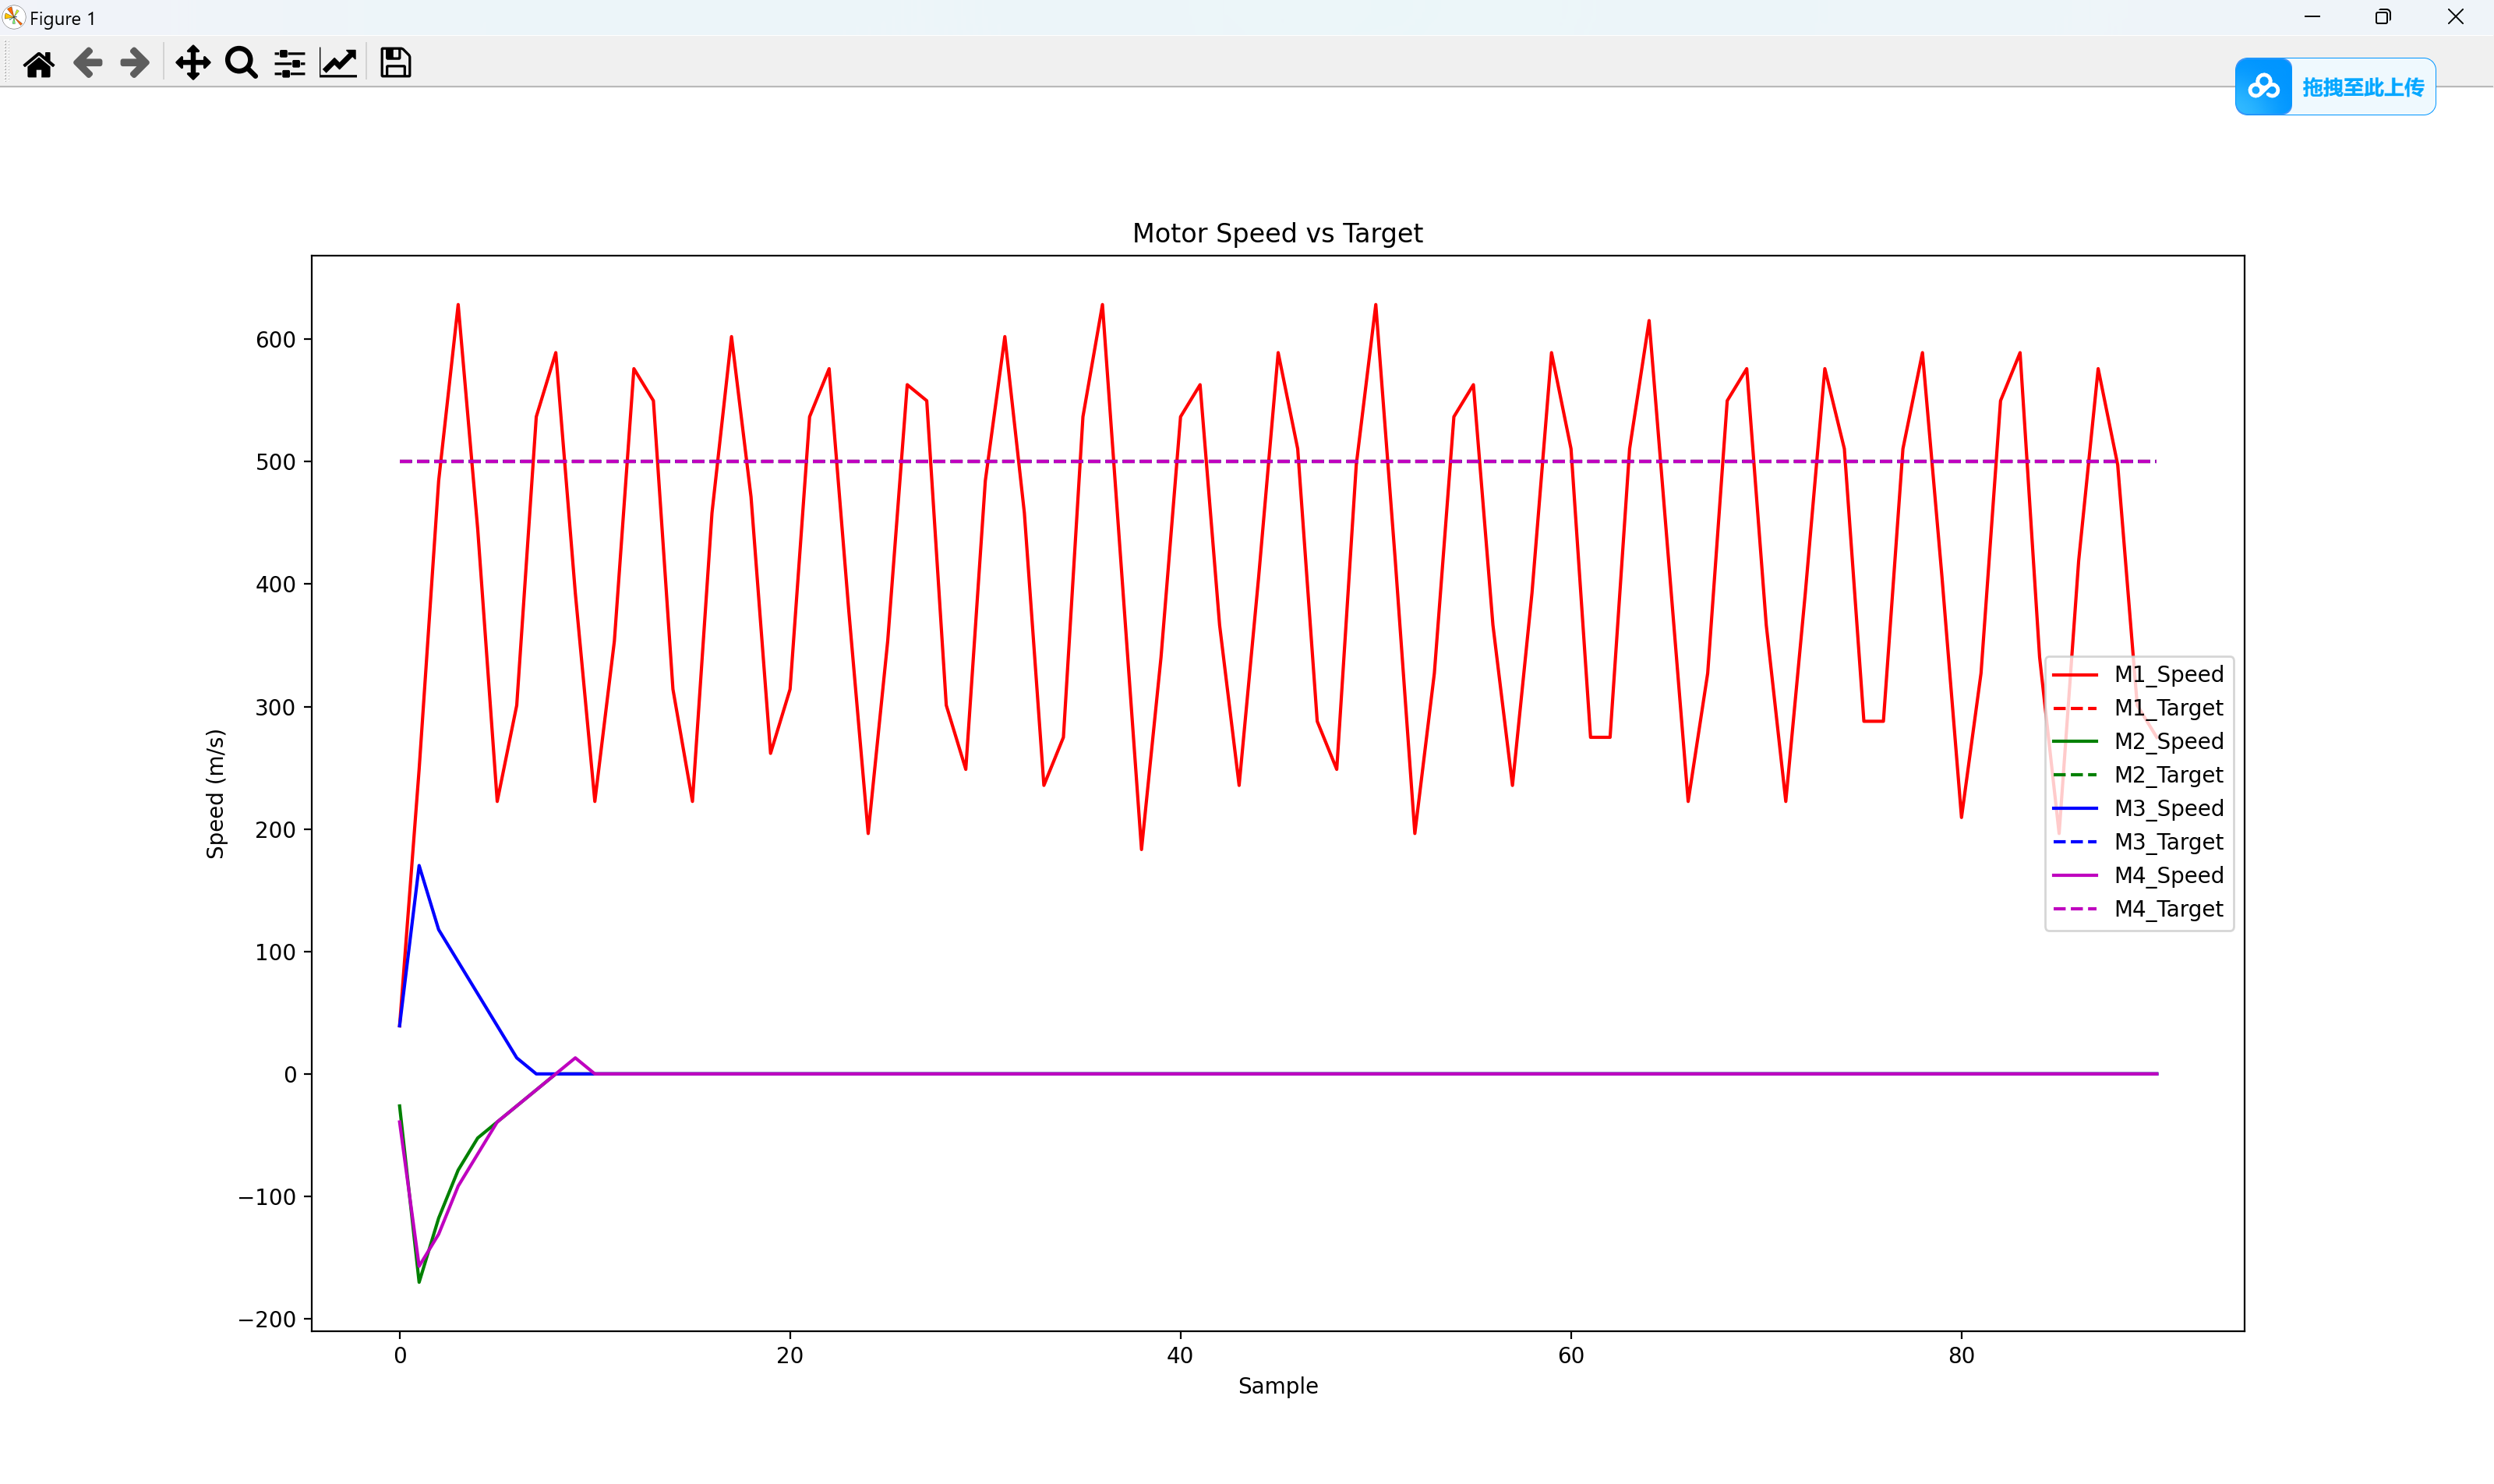 Figure 1
拖拽至此上传
Motor Speed vs Target
600
500
400
300
200
100
0
−100
−200
Speed (m/s)
0 20 40 60 80
Sample
M1_Speed
M1_Target
M2_Speed
M2_Target
M3_Speed
M3_Target
M4_Speed
M4_Target